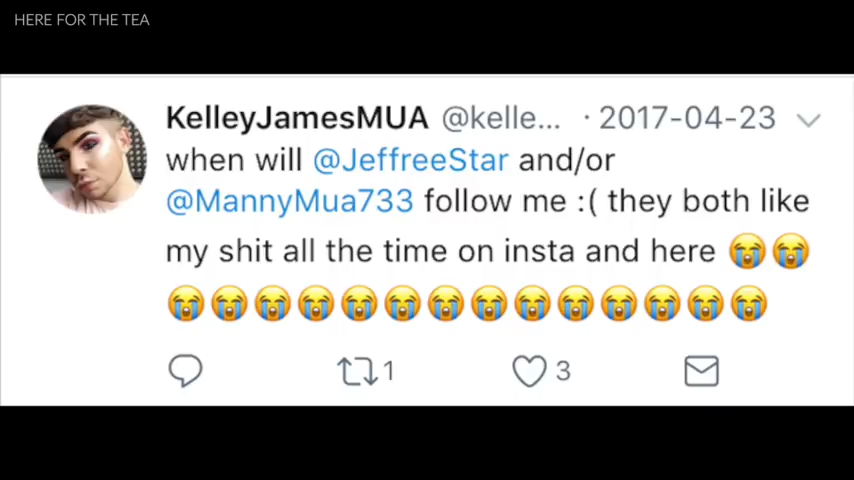 HERE FOR THE TEA
KelleyJamesMUA @kelle... · 2017-04-23
when will @JeffreeStar and/or
@MannyMua733 follow me :( they both like
my shit all the time on insta and here 😭😭
😭😭😭😭😭😭😭😭😭😭😭😭😭😭
1 3